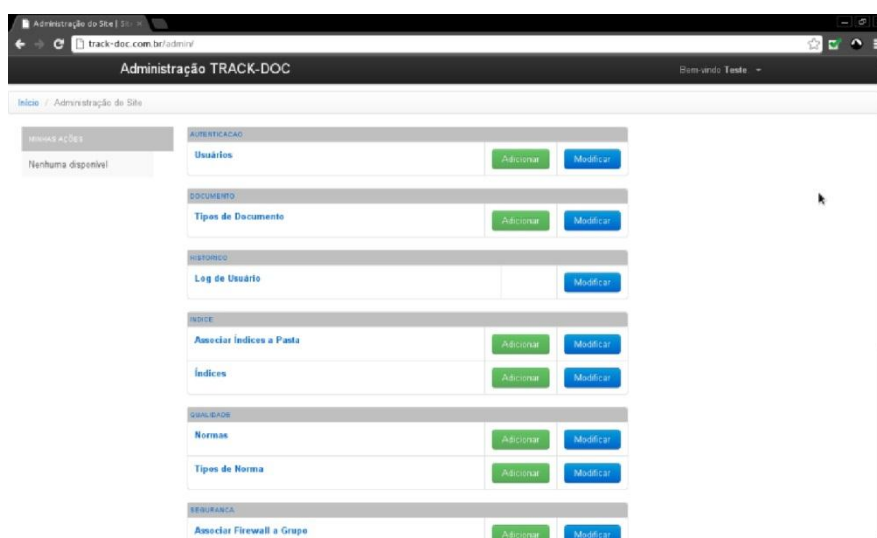 Administração do Site | Site
track-doc.com.br/admin/
Administração TRACK-DOC
Bem-vindo Teste
Início / Administração do Site
MINHAS AÇÕES
Nenhuma disponível
AUTENTICACAO
Usuários Adicionar Modificar
DOCUMENTO
Tipos de Documento Adicionar Modificar
HISTORICO
Log de Usuário Modificar
INDICE
Associar Índices a Pasta Adicionar Modificar
Índices Adicionar Modificar
QUALIDADE
Normas Adicionar Modificar
Tipos de Norma Adicionar Modificar
SEGURANCA
Associar Firewall a Grupo Adicionar Modificar